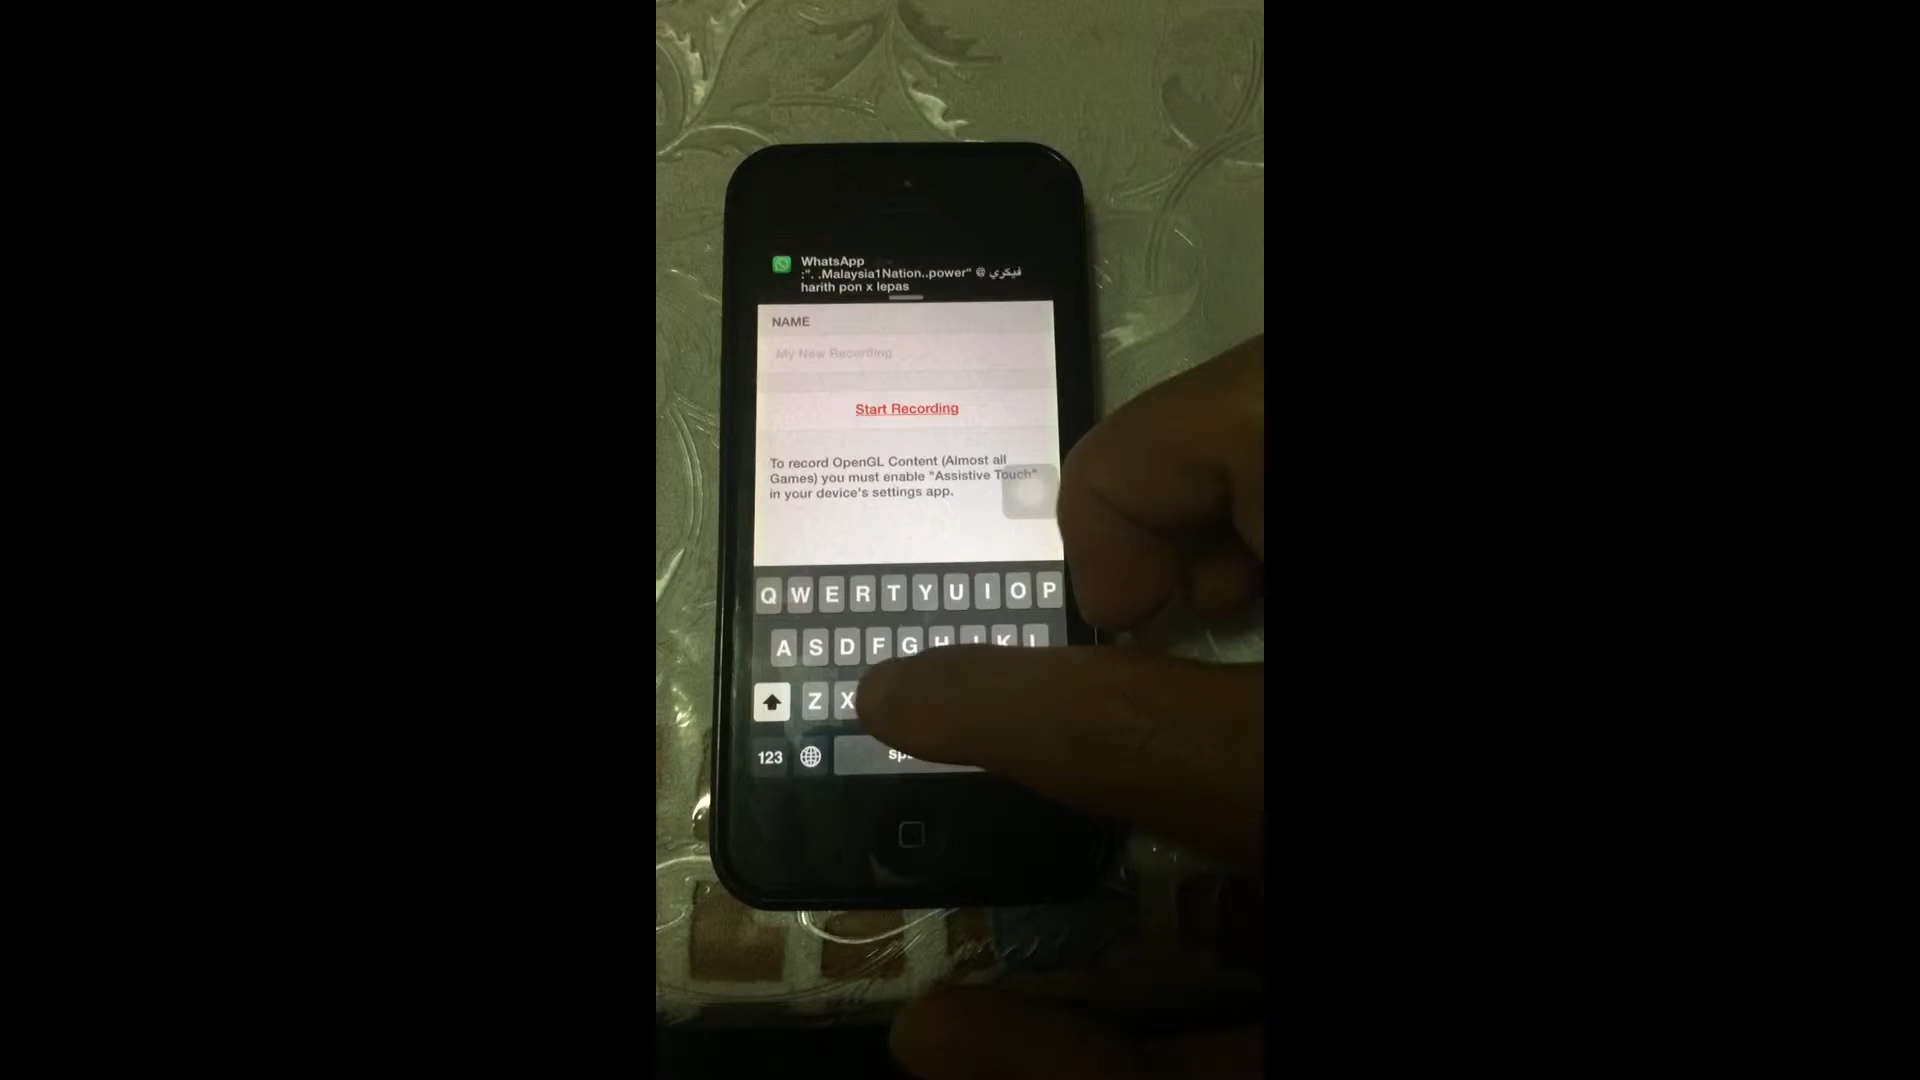 WhatsApp
فيكري @ "Malaysia1Nation..power. .":
harith pon x lepas
NAME
My New Recording
Start Recording
To record OpenGL Content (Almost all
Games) you must enable "Assistive Touch"
in your device's settings app.
Q W E R T Y U I O P
A S D F G H J K L
Z X
123